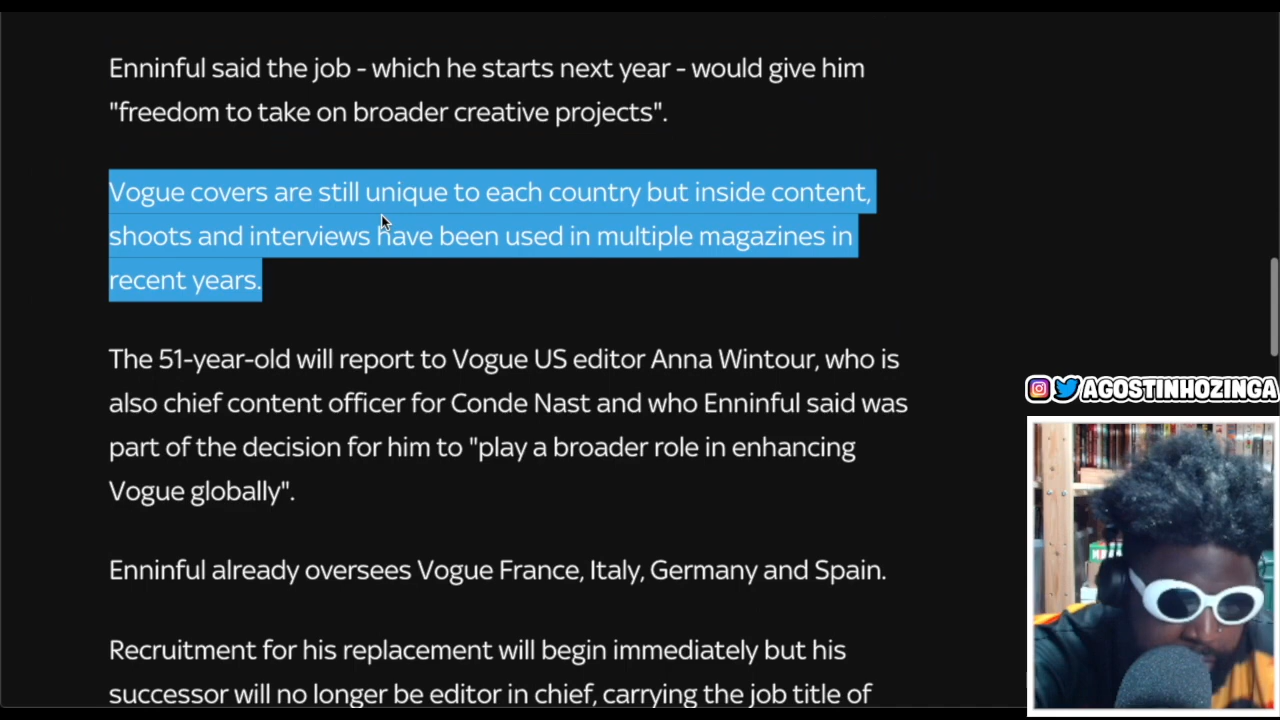 Enninful said the job - which he starts next year - would give him
"freedom to take on broader creative projects".
Vogue covers are still unique to each country but inside content,
shoots and interviews have been used in multiple magazines in
recent years.
The 51-year-old will report to Vogue US editor Anna Wintour, who is
also chief content officer for Conde Nast and who Enninful said was
part of the decision for him to "play a broader role in enhancing
Vogue globally".
Enninful already oversees Vogue France, Italy, Germany and Spain.
Recruitment for his replacement will begin immediately but his
successor will no longer be editor in chief, carrying the job title of
AGOSTINHOZINGA